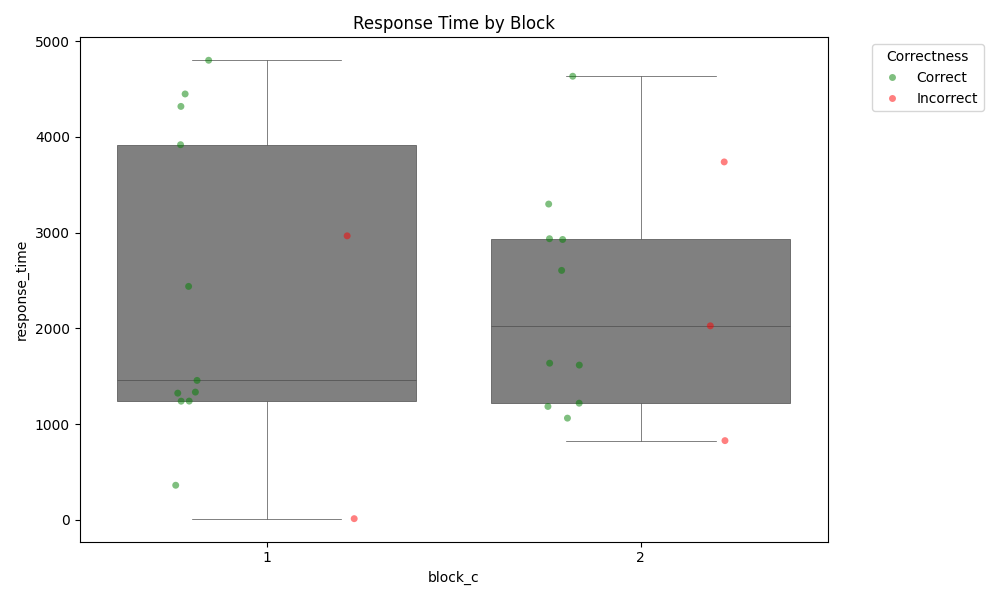 Response Time by Block
Correctness
Correct
Incorrect
response_time
5000
4000
3000
2000
1000
0
1
2
block_c